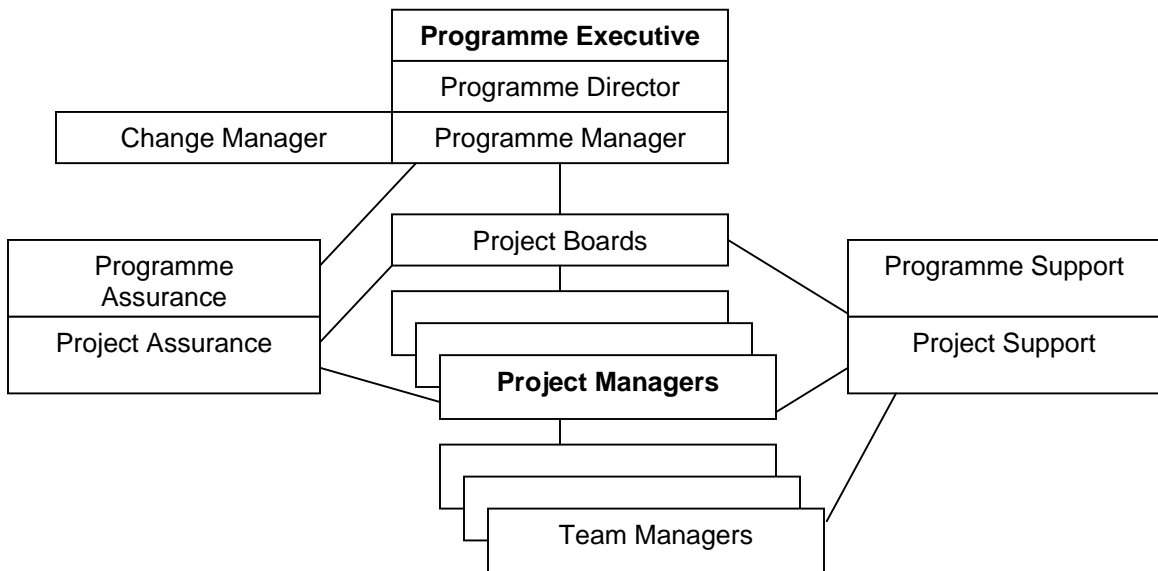 Programme Executive
Programme Director
Change Manager
Programme Manager
Project Boards
Programme
Assurance
Programme Support
Project Assurance
Project Support
Project Managers
Team Managers